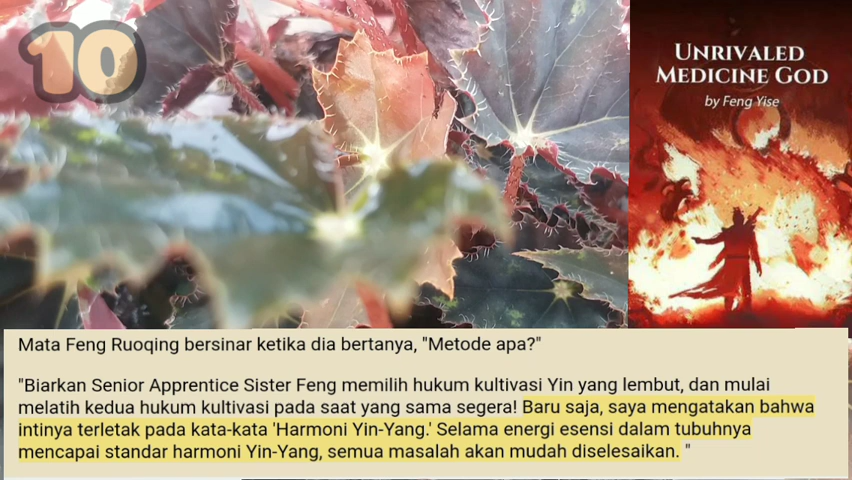 10
UNRIVALED
MEDICINE GOD
by Feng Yise
Mata Feng Ruoqing bersinar ketika dia bertanya, "Metode apa?"
"Biarkan Senior Apprentice Sister Feng memilih hukum kultivasi Yin yang lembut, dan mulai
melatih kedua hukum kultivasi pada saat yang sama segera! Baru saja, saya mengatakan bahwa
intinya terletak pada kata-kata 'Harmoni Yin-Yang.' Selama energi esensi dalam tubuhnya
mencapai standar harmoni Yin-Yang, semua masalah akan mudah diselesaikan. "